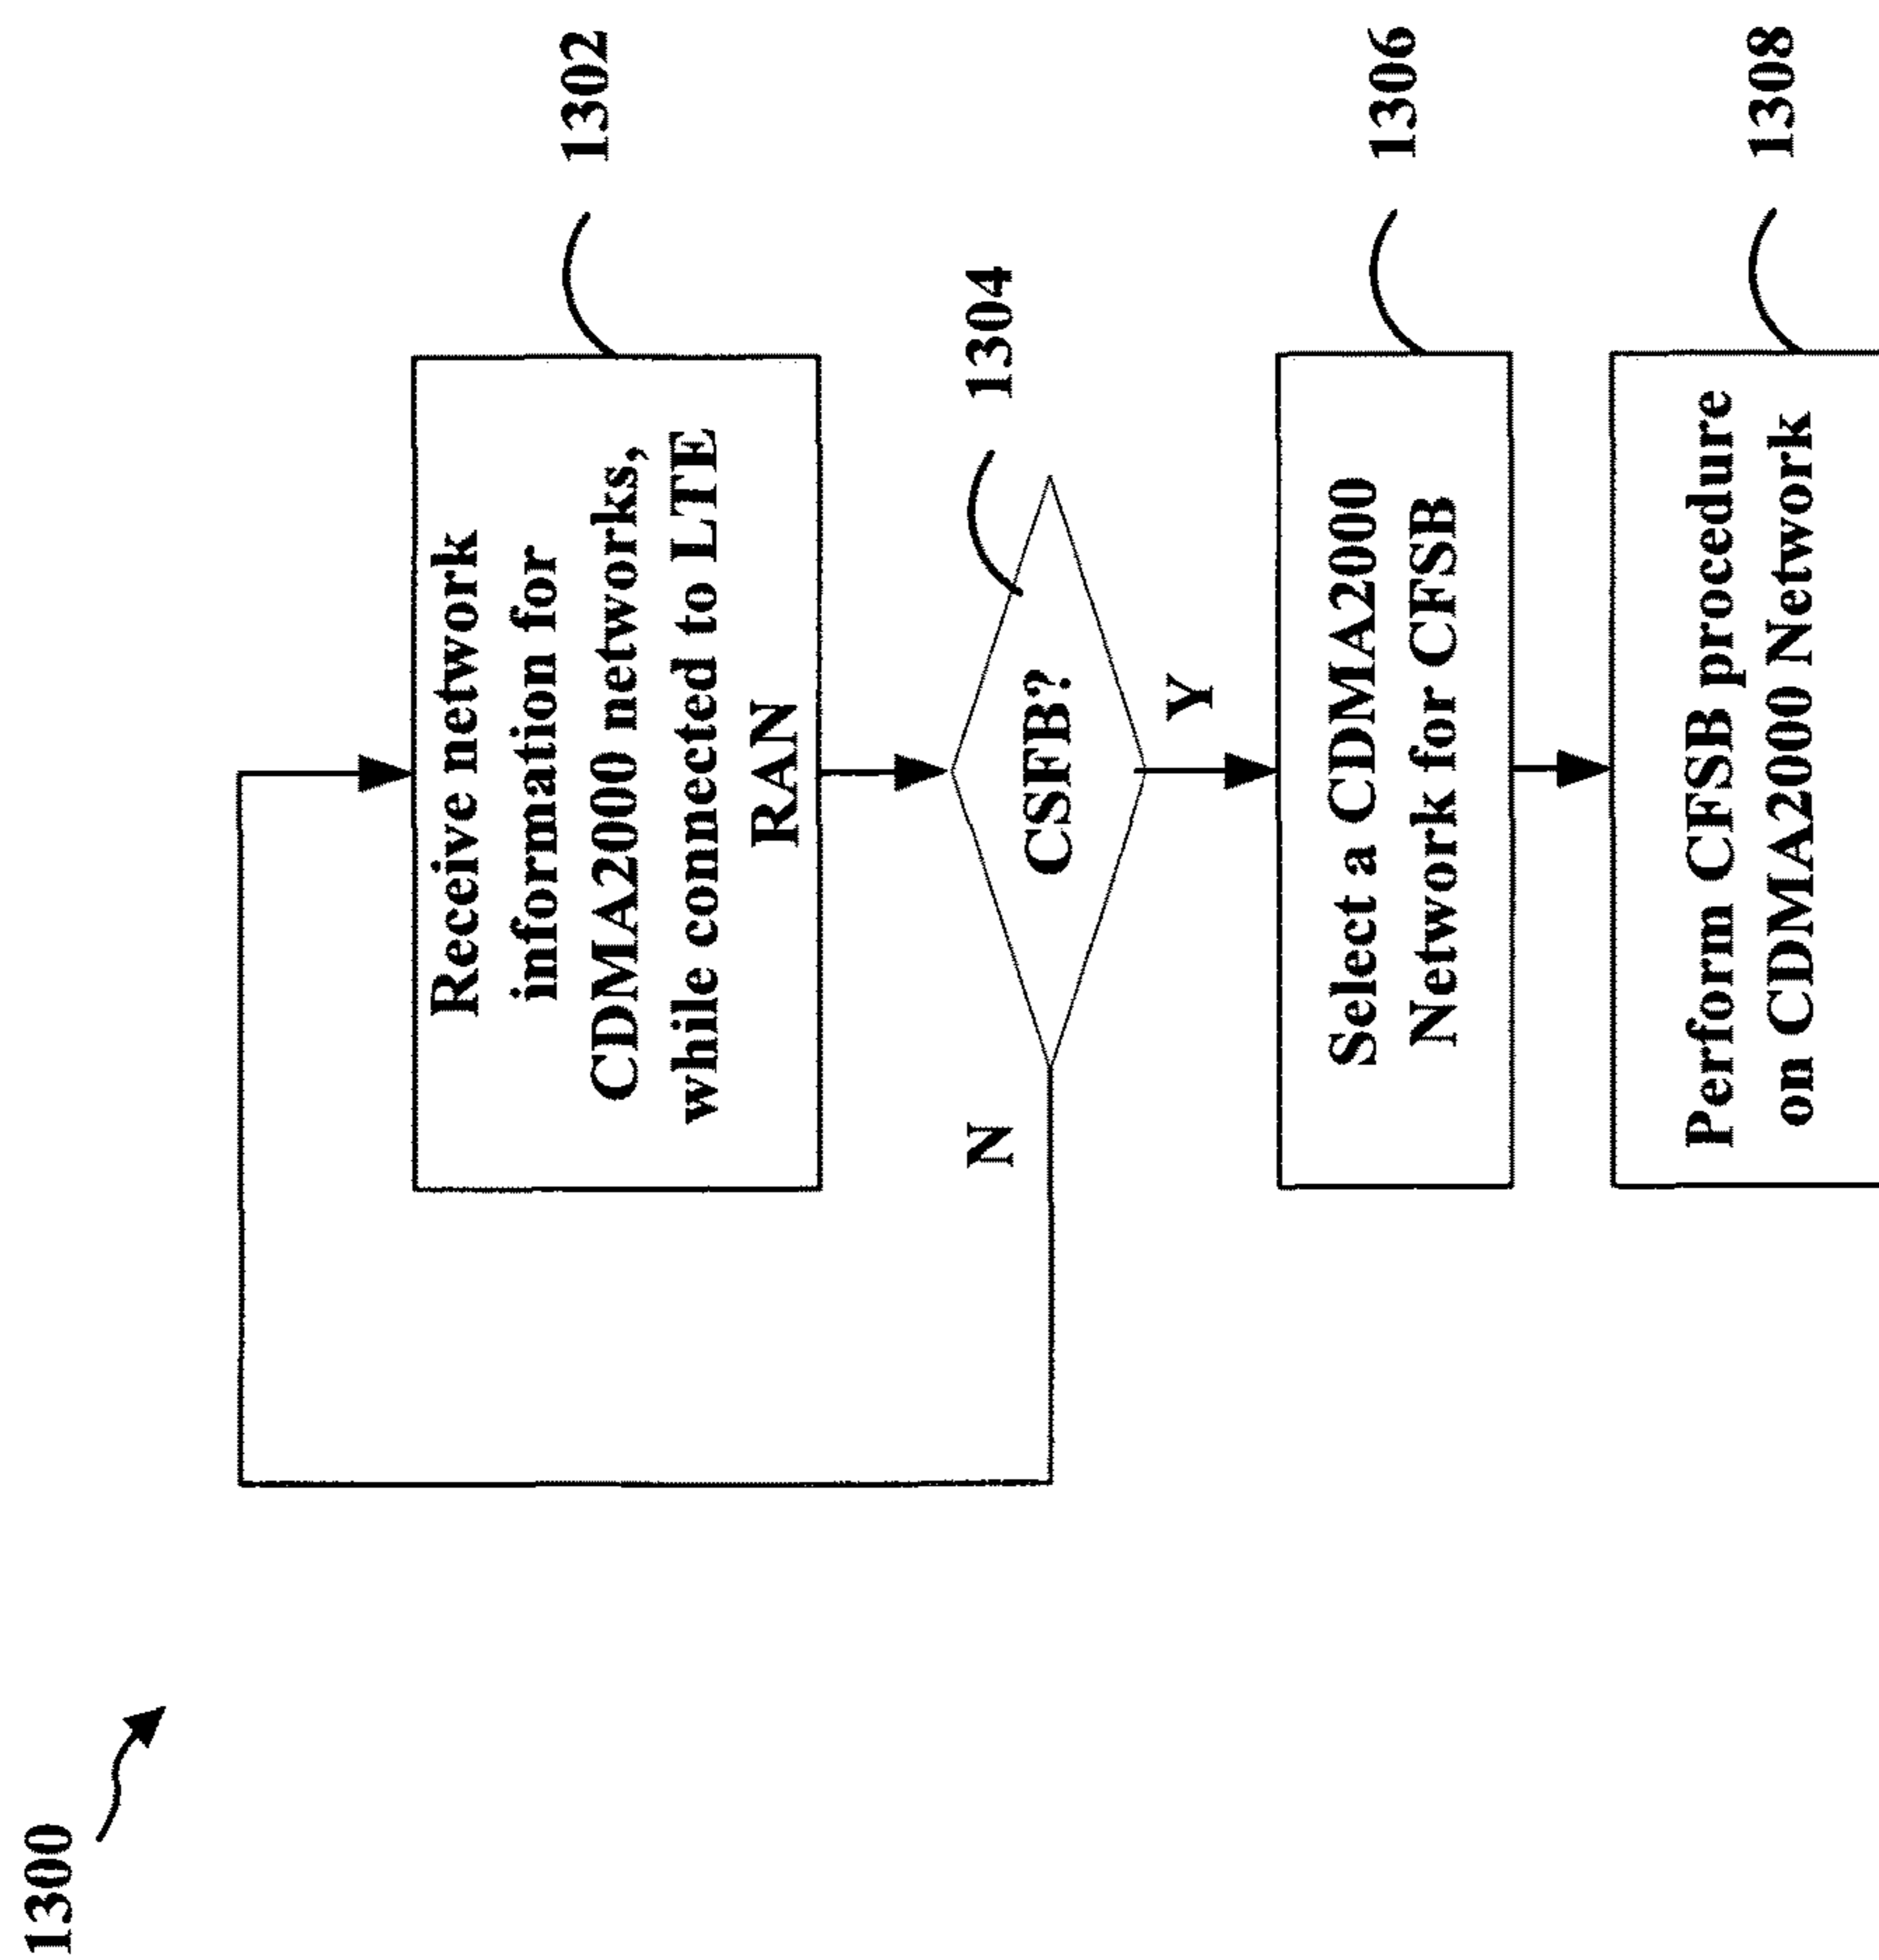 1300
Receive network
information for
CDMA2000 networks,
while connected to LTE
RAN
1302
CSFB?
1304
N
Y
Select a CDMA2000
Network for CFSB
1306
Perform CFSB procedure
on CDMA2000 Network
1308